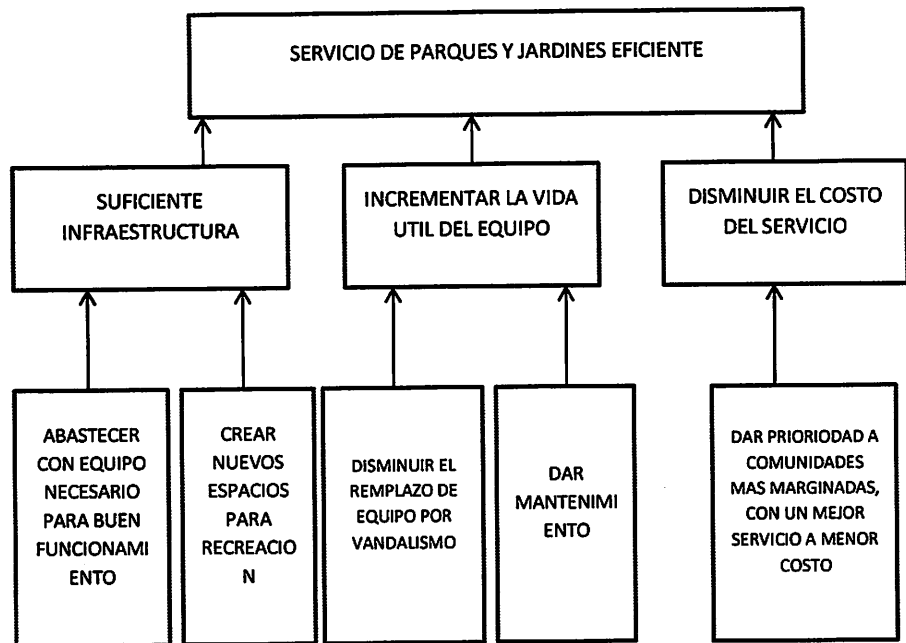 SERVICIO DE PARQUES Y JARDINES EFICIENTE
SUFICIENTE
INFRAESTRUCTURA
INCREMENTAR LA VIDA
UTIL DEL EQUIPO
DISMINUIR EL COSTO
DEL SERVICIO
ABASTECER
CON EQUIPO
NECESARIO
PARA BUEN
FUNCIONAMI
ENTO
CREAR
NUEVOS
ESPACIOS
PARA
RECREACIO
N
DISMINUIR EL
REMPLAZO DE
EQUIPO POR
VANDALISMO
DAR
MANTENIMI
ENTO
DAR PRIORIODAD A
COMUNIDADES
MAS MARGINADAS,
CON UN MEJOR
SERVICIO A MENOR
COSTO